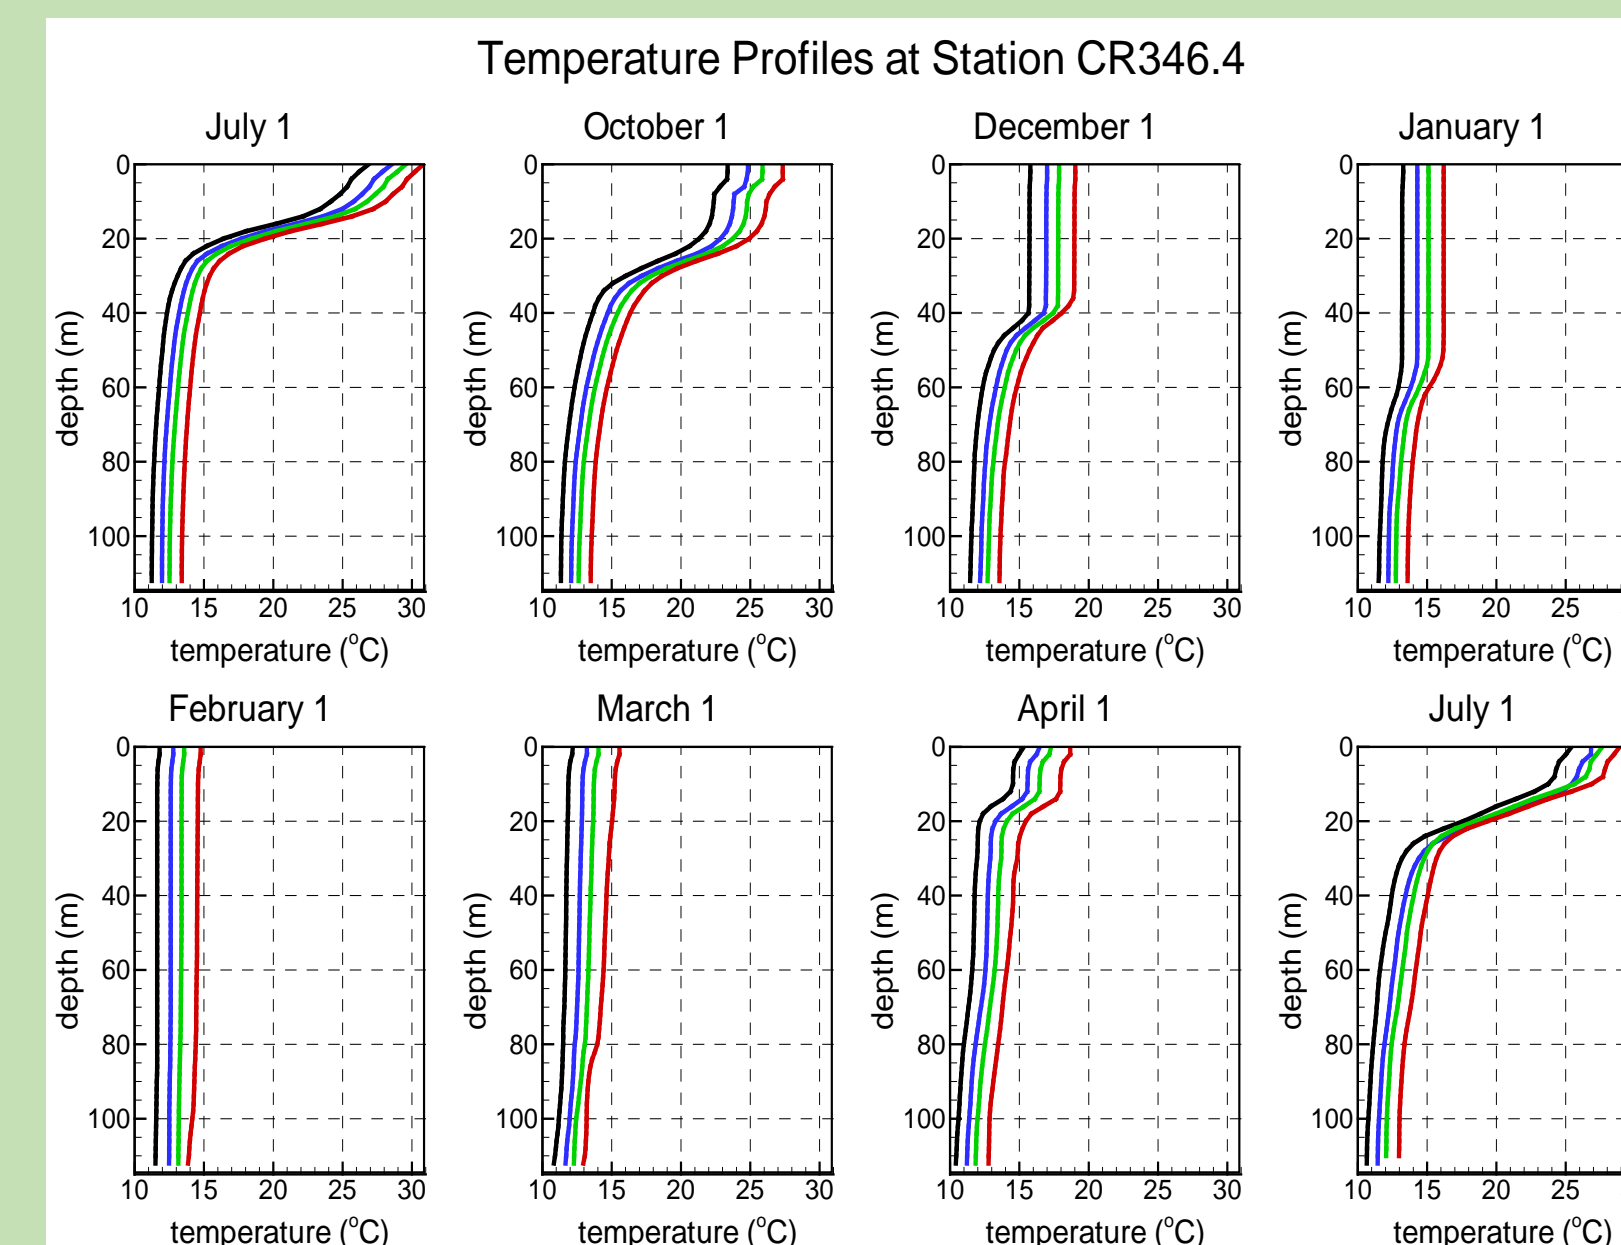 Temperature Profiles at Station CR346.4
July 1
October 1
December 1
January 1
0
20
40
60
80
100
depth (m)
10 15 20 25 30
temperature (°C)
0
20
40
60
80
100
depth (m)
10 15 20 25 30
temperature (°C)
0
20
40
60
80
100
depth (m)
10 15 20 25 30
temperature (°C)
0
20
40
60
80
100
depth (m)
10 15 20 25
temperature (°C)
February 1
March 1
April 1
July 1
0
20
40
60
80
100
depth (m)
10 15 20 25 30
temperature (°C)
0
20
40
60
80
100
depth (m)
10 15 20 25 30
temperature (°C)
0
20
40
60
80
100
depth (m)
10 15 20 25 30
temperature (°C)
0
20
40
60
80
100
depth (m)
10 15 20 25
temperature (°C)